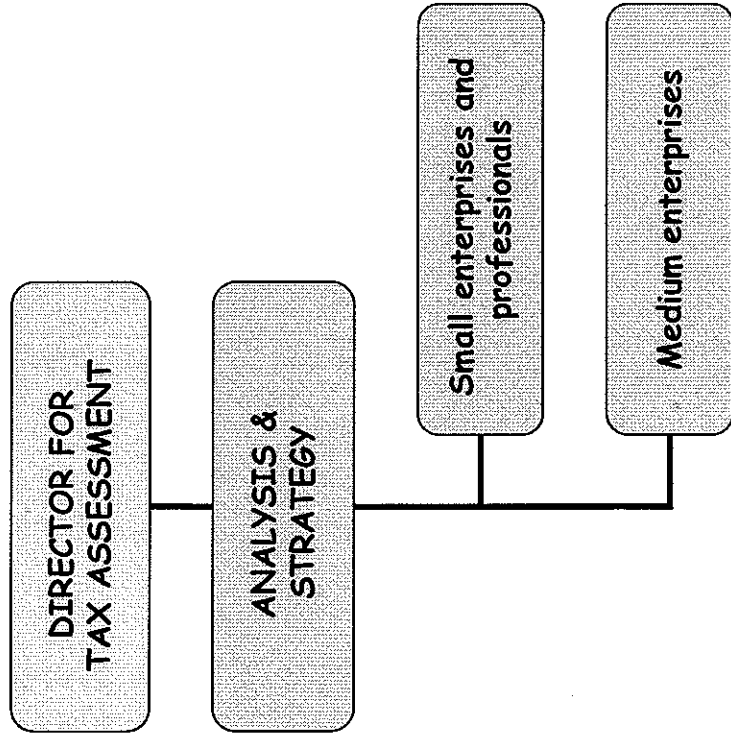 DIRECTOR FOR
TAX ASSESSMENT
ANALYSIS &
STRATEGY
Small enterprises and
professionals
Medium enterprises